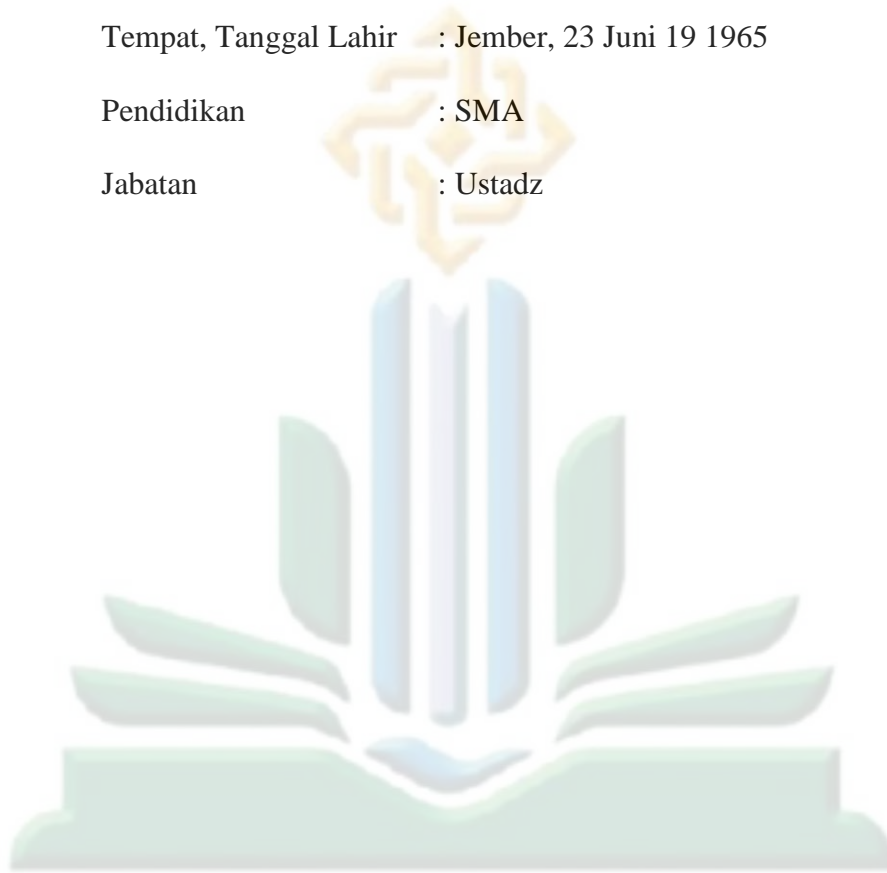 Tempat, Tanggal Lahir : Jember, 23 Juni 19 1965
Pendidikan : SMA
Jabatan : Ustadz